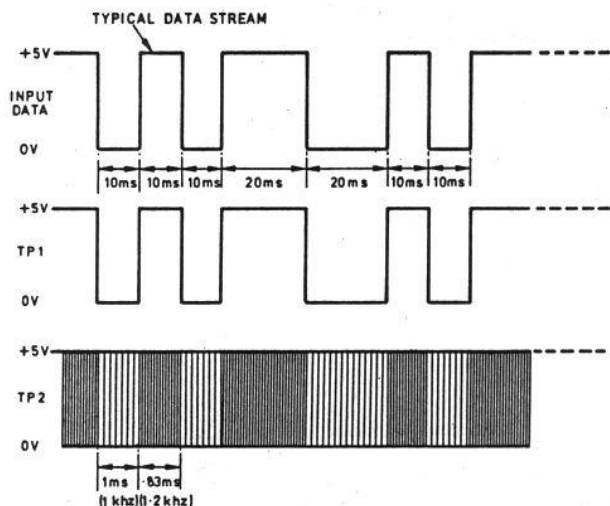 TYPICAL DATA STREAM
+5V
INPUT
DATA
0V
10ms 10ms 10ms 20ms 20ms 10ms 10ms
+5V
TP1
0V
+5V
TP2
0V
1ms ·83ms
(1 khz)(1·2 khz)